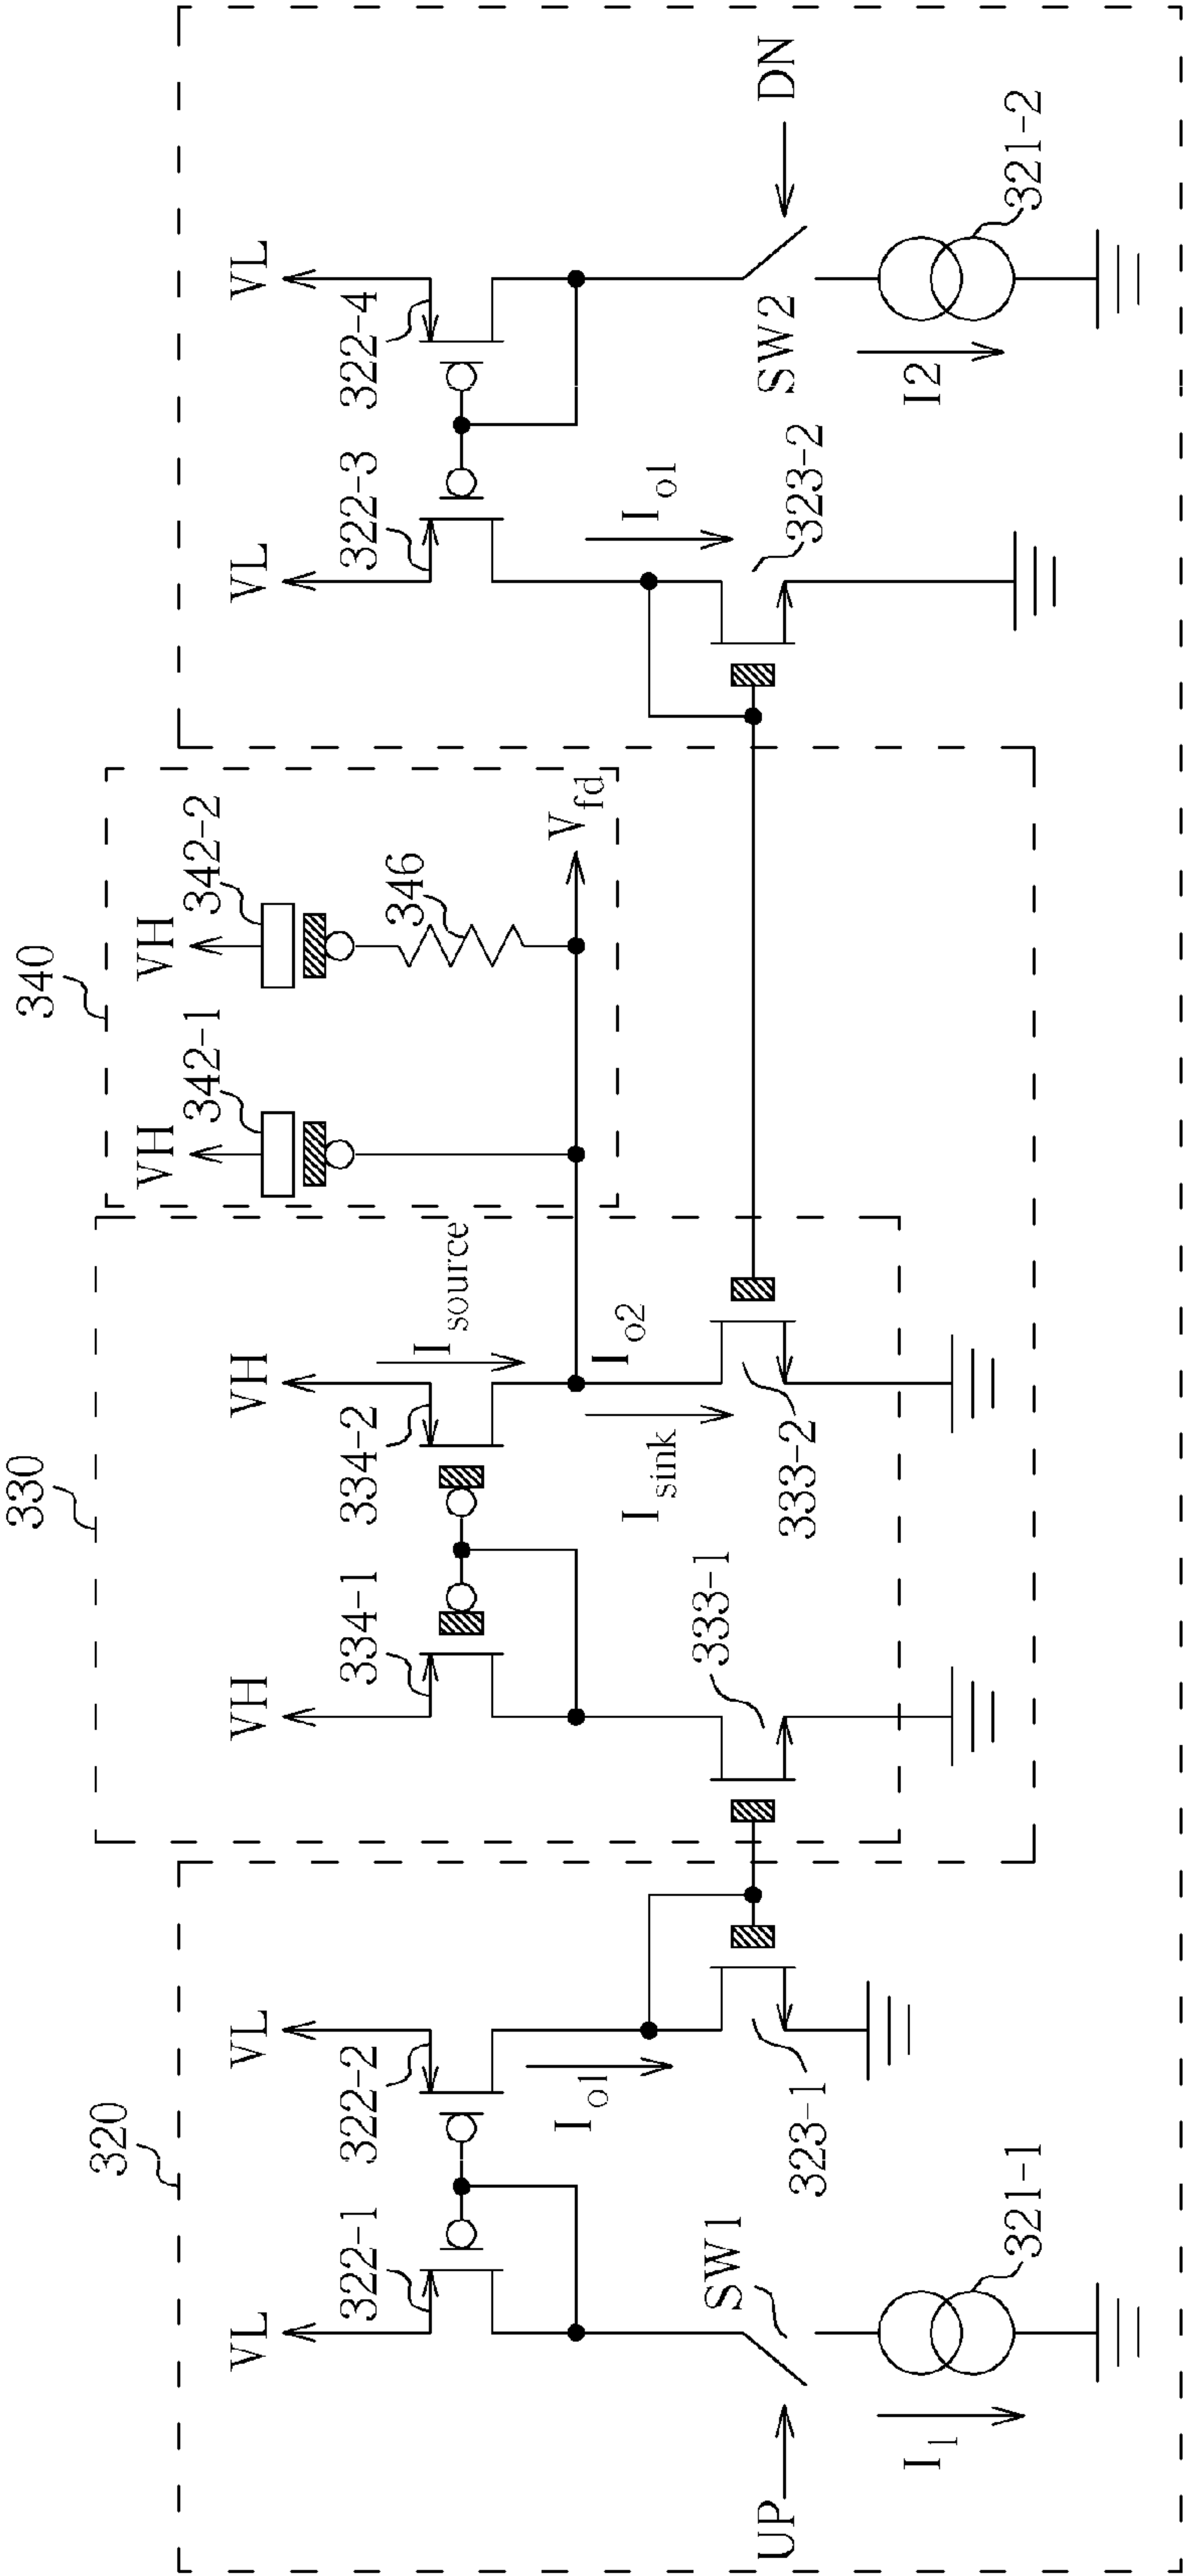 320
VL
VL
322-1
322-2
I o1
323-1
UP
SW1
I 1
321-1
330
VH
VH
334-1
334-2
I source
I o2
I sink
333-1
333-2
340
VH
VH
342-1
342-2
346
V fd
VL
VL
322-3
322-4
I o1
323-2
SW2
DN
I2
321-2